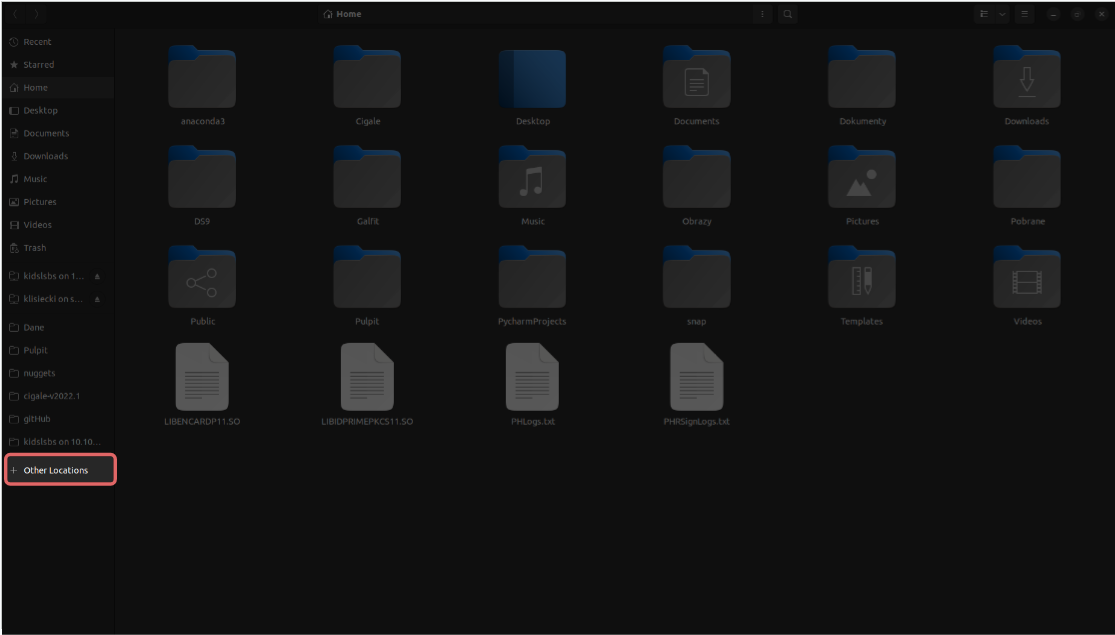 Home
Recent
Starred
Home
Desktop
Documents
Downloads
Music
Pictures
Videos
Trash
kidslsbs on 1...
klisiecki on s...
Dane
Pulpit
nuggets
cigale-v2022.1
gitHub
kidslsbs on 10.10...
+ Other Locations
anaconda3 Cigale Desktop Documents Dokumenty Downloads
DS9 Galfit Music Obrazy Pictures Pobrane
Public Pulpit PycharmProjects snap Templates Videos
LIBENCARDP11.SO LIBIDPRIMEPKCS11.SO PHLogs.txt PHRSignLogs.txt